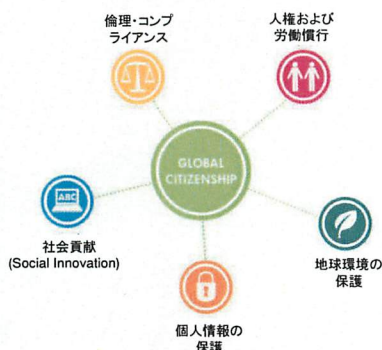 倫理・コンプ
ライアンス
人権および
労働慣行
GLOBAL
CITIZENSHIP
ABC
社会貢献
(Social Innovation)
地球環境の
保護
個人情報の
保護